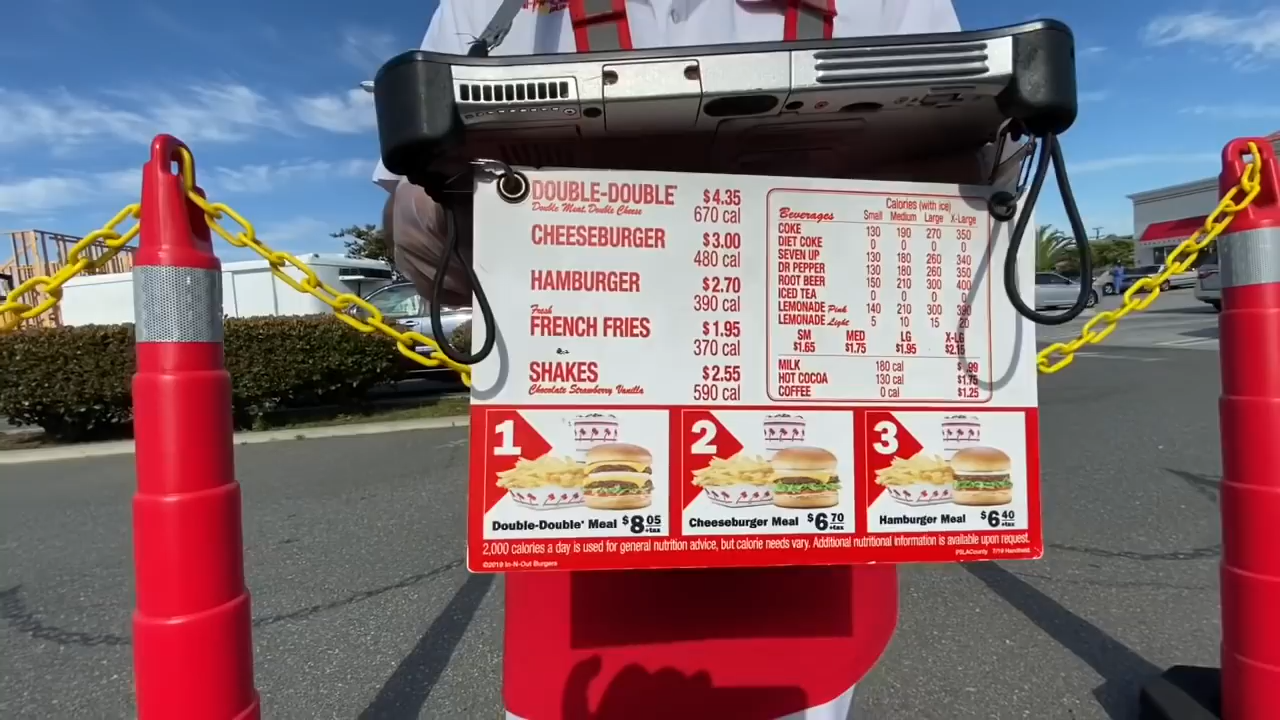 DOUBLE-DOUBLE® $4.35
Double Meat, Double Cheese 670 cal
CHEESEBURGER $3.00
480 cal
HAMBURGER $2.70
390 cal
Fresh
FRENCH FRIES $1.95
370 cal
SHAKES $2.55
Chocolate Strawberry Vanilla 590 cal
Calories (with ice)
Beverages Small Medium Large X-Large
COKE 130 190 270 350
DIET COKE 0 0 0 0
SEVEN UP 130 180 260 340
DR PEPPER 130 180 260 350
ROOT BEER 150 210 300 400
ICED TEA 0 0 0 0
LEMONADE Pink 140 210 300 390
LEMONADE Light 5 10 15 20
SM MED LG X-LG
$1.65 $1.75 $1.95 $2.15
MILK 180 cal $.99
HOT COCOA 130 cal $1.75
COFFEE 0 cal $1.25
1
Double-Double® Meal $8 05 +tax
2
Cheeseburger Meal $6 70 +tax
3
Hamburger Meal $6 40 +tax
2,000 calories a day is used for general nutrition advice, but calorie needs vary. Additional nutritional information is available upon request.
©2019 In-N-Out Burgers
7/19 Handheld